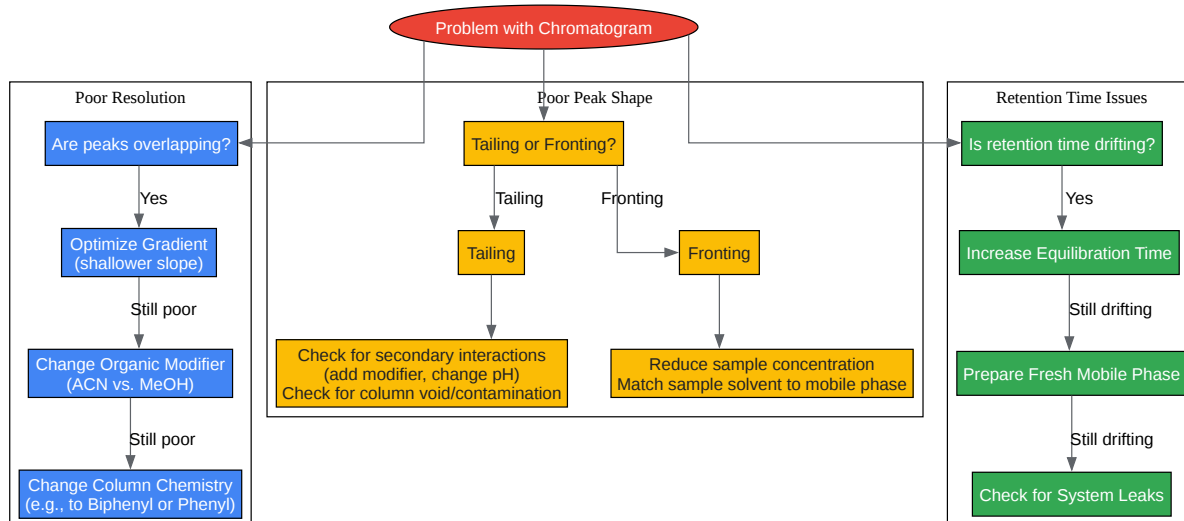 Problem with Chromatogram
Poor Resolution
Are peaks overlapping?
Yes
Optimize Gradient
(shallower slope)
Still poor
Change Organic Modifier
(ACN vs. MeOH)
Still poor
Change Column Chemistry
(e.g., to Biphenyl or Phenyl)
Poor Peak Shape
Tailing or Fronting?
Tailing
Fronting
Tailing
Fronting
Check for secondary interactions
(add modifier, change pH)
Check for column void/contamination
Reduce sample concentration
Match sample solvent to mobile phase
Retention Time Issues
Is retention time drifting?
Yes
Increase Equilibration Time
Still drifting
Prepare Fresh Mobile Phase
Still drifting
Check for System Leaks